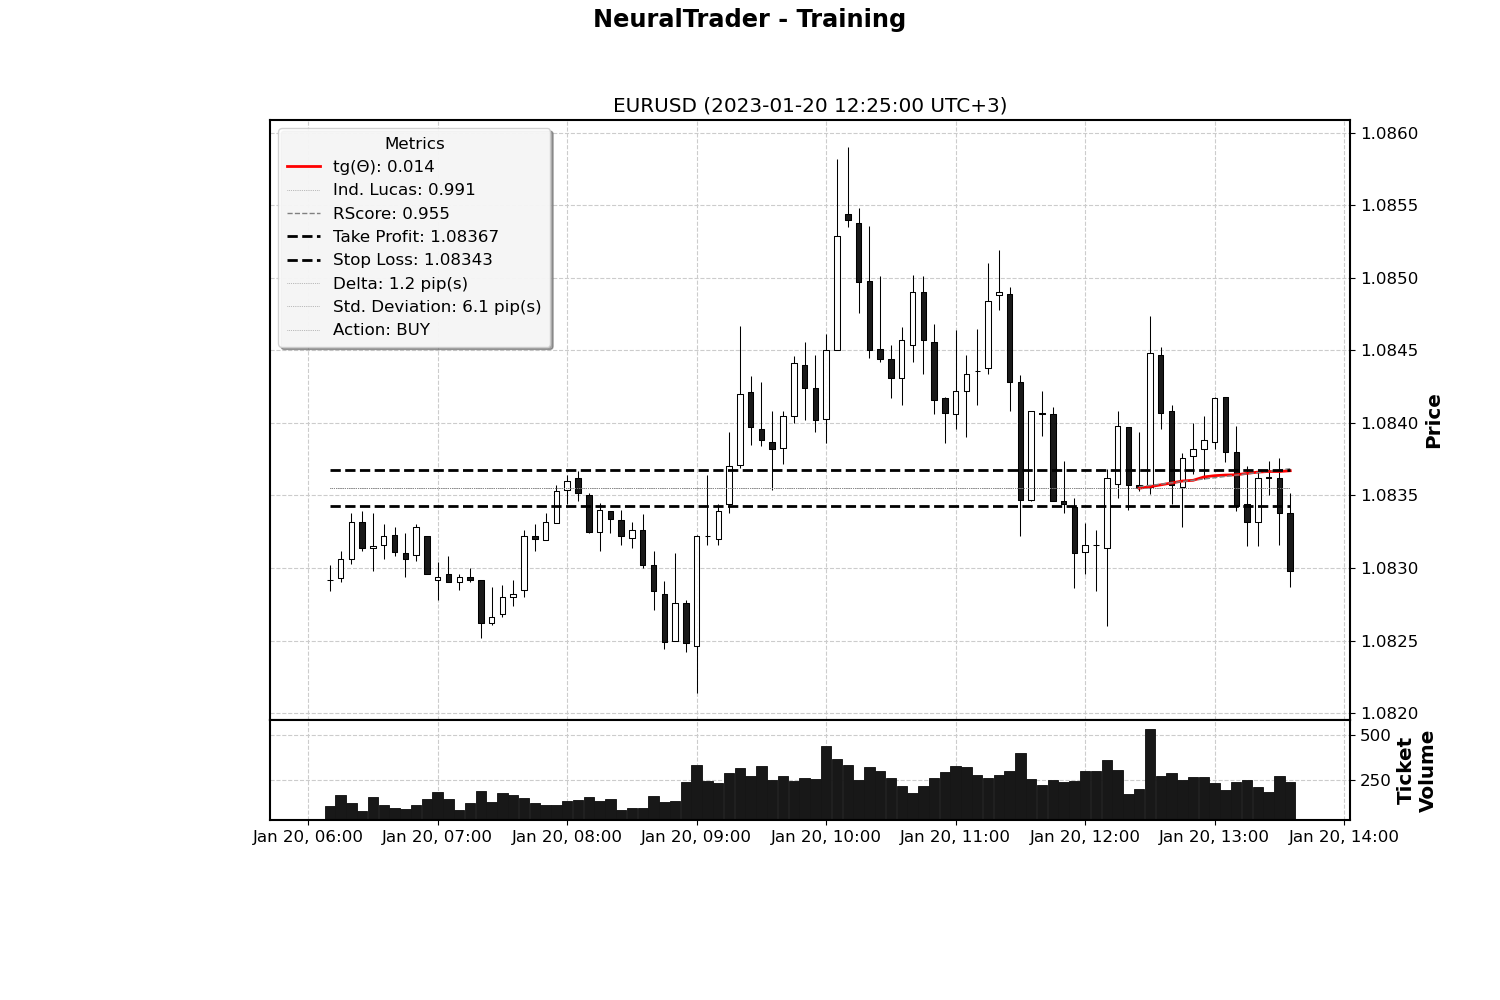 NeuralTrader - Training
EURUSD (2023-01-20 12:25:00 UTC+3)
Metrics
tg(Θ): 0.014
Ind. Lucas: 0.991
RScore: 0.955
Take Profit: 1.08367
Stop Loss: 1.08343
Delta: 1.2 pip(s)
Std. Deviation: 6.1 pip(s)
Action: BUY
1.0860
1.0855
1.0850
1.0845
1.0840
1.0835
1.0830
1.0825
1.0820
Price
500
250
Ticket
Volume
Jan 20, 06:00
Jan 20, 07:00
Jan 20, 08:00
Jan 20, 09:00
Jan 20, 10:00
Jan 20, 11:00
Jan 20, 12:00
Jan 20, 13:00
Jan 20, 14:00